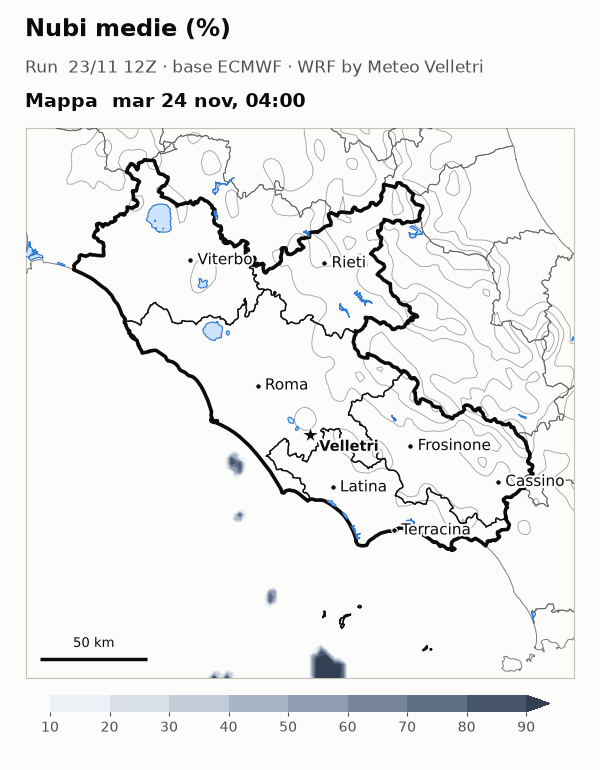 Nubi medie (%)
Run  23/11 12Z · base ECMWF · WRF by Meteo Velletri
Mappa  mar 24 nov, 04:00
Viterbo
Rieti
Roma
Velletri
Frosinone
Latina
Cassino
Terracina
50 km
10 20 30 40 50 60 70 80 90